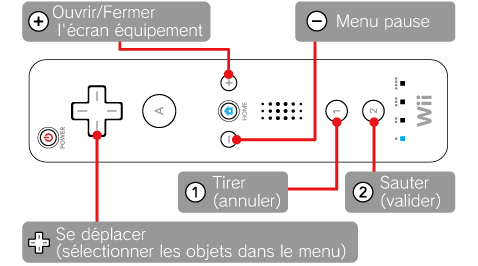 + Ouvrir/Fermer
l'écran équipement
− Menu pause
+
A
HOME
−
1
2
Wii
POWER
1 Tirer
(annuler)
2 Sauter
(valider)
Se déplacer
(sélectionner les objets dans le menu)